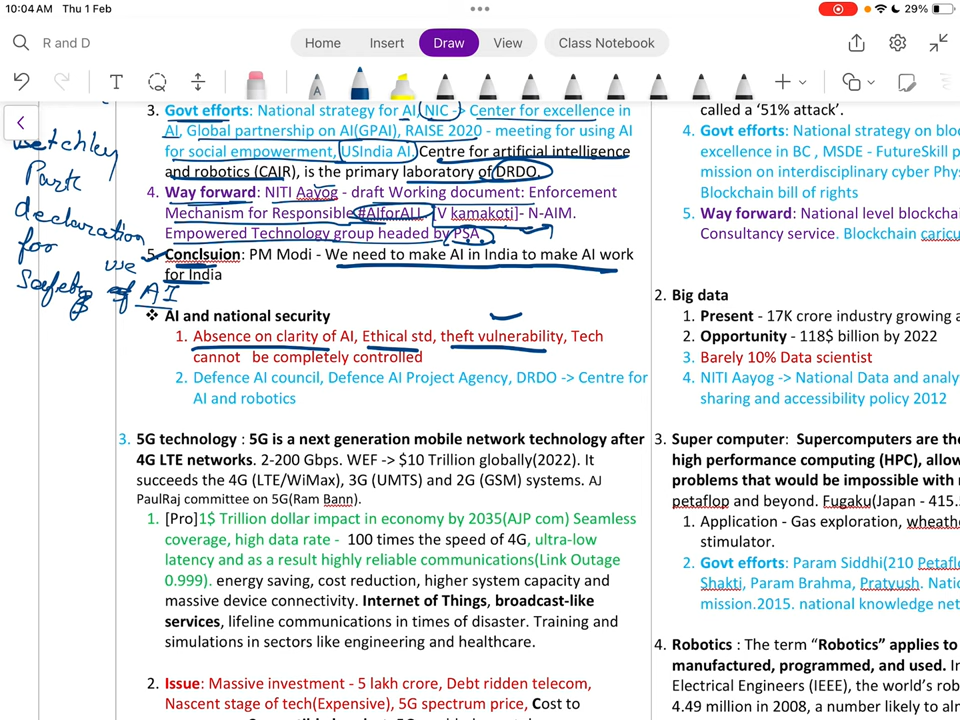 10:04 AM Thu 1 Feb
29%
R and D
Home Insert Draw View Class Notebook
T
A
Bletchley
Park
declaration
for
we
Safety of AI
3. Govt efforts: National strategy for AI, NIC -> Center for excellence in
AI, Global partnership on AI(GPAI), RAISE 2020 - meeting for using AI
for social empowerment, USIndia AI. Centre for artificial intelligence
and robotics (CAIR), is the primary laboratory of DRDO.
4. Way forward: NITI Aayog - draft Working document: Enforcement
Mechanism for Responsible #AIforALL, [V kamakoti]- N-AIM.
Empowered Technology group headed by PSA.
5. Conclsuion: PM Modi - We need to make AI in India to make AI work
for India
❖ AI and national security
1. Absence on clarity of AI, Ethical std, theft vulnerability, Tech
cannot be completely controlled
2. Defence AI council, Defence AI Project Agency, DRDO -> Centre for
AI and robotics
3. 5G technology : 5G is a next generation mobile network technology after
4G LTE networks. 2-200 Gbps. WEF -> $10 Trillion globally(2022). It
succeeds the 4G (LTE/WiMax), 3G (UMTS) and 2G (GSM) systems. AJ
PaulRaj committee on 5G(Ram Bann).
1. [Pro]1$ Trillion dollar impact in economy by 2035(AJP com) Seamless
coverage, high data rate - 100 times the speed of 4G, ultra-low
latency and as a result highly reliable communications(Link Outage
0.999). energy saving, cost reduction, higher system capacity and
massive device connectivity. Internet of Things, broadcast-like
services, lifeline communications in times of disaster. Training and
simulations in sectors like engineering and healthcare.
2. Issue: Massive investment - 5 lakh crore, Debt ridden telecom,
Nascent stage of tech(Expensive), 5G spectrum price, Cost to
called a ‘51% attack’.
4. Govt efforts: National strategy on bloc
excellence in BC , MSDE - FutureSkill p
mission on interdisciplinary cyber Phys
Blockchain bill of rights
5. Way forward: National level blockchai
Consultancy service. Blockchain caricu
2. Big data
1. Present - 17K crore industry growing a
2. Opportunity - 118$ billion by 2022
3. Barely 10% Data scientist
4. NITI Aayog -> National Data and analy
sharing and accessibility policy 2012
3. Super computer: Supercomputers are the
high performance computing (HPC), allow
problems that would be impossible with r
petaflop and beyond. Fugaku(Japan - 415.5
1. Application - Gas exploration, wheathe
stimulator.
2. Govt efforts: Param Siddhi(210 Petafl
Shakti, Param Brahma, Pratyush. Natio
mission.2015. national knowledge net
4. Robotics : The term “Robotics” applies to
manufactured, programmed, and used. In
Electrical Engineers (IEEE), the world's rob
4.49 million in 2008, a number likely to al